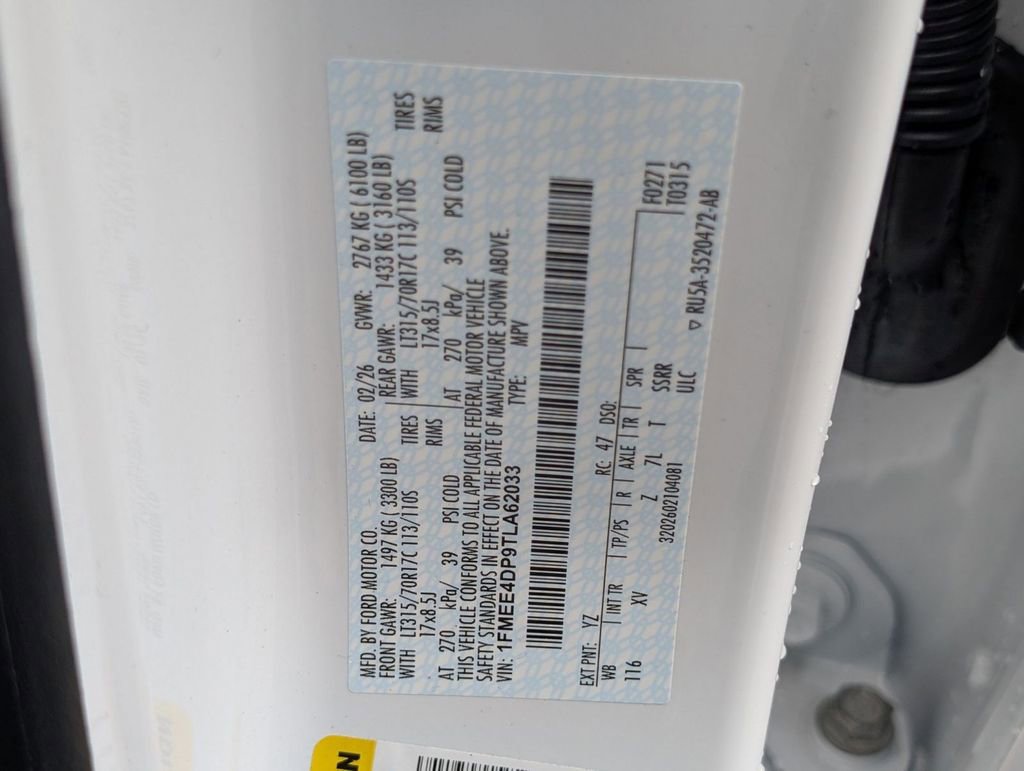 MFD. BY FORD MOTOR CO. DATE: 02/26 GVWR: 2767 KG ( 6100 LB)
FRONT GAWR: 1497 KG ( 3300 LB) REAR GAWR: 1433 KG ( 3160 LB)
WITH LT315/70R17C 113/110S TIRES WITH LT315/70R17C 113/110S TIRES
17x8.5J RIMS 17x8.5J RIMS
AT 270 kPa/ 39 PSI COLD AT 270 kPa/ 39 PSI COLD
THIS VEHICLE CONFORMS TO ALL APPLICABLE FEDERAL MOTOR VEHICLE
SAFETY STANDARDS IN EFFECT ON THE DATE OF MANUFACTURE SHOWN ABOVE.
VIN: 1FMEE4DP9TLA62033 TYPE: MPV
EXT PNT: YZ RC: 47 DSO: F0271
WB INT TR TP/PS R AXLE TR SPR T0315
116 XV Z 7L T SSRR
3202602104081 ULC ▽ RU5A-3520472-AB